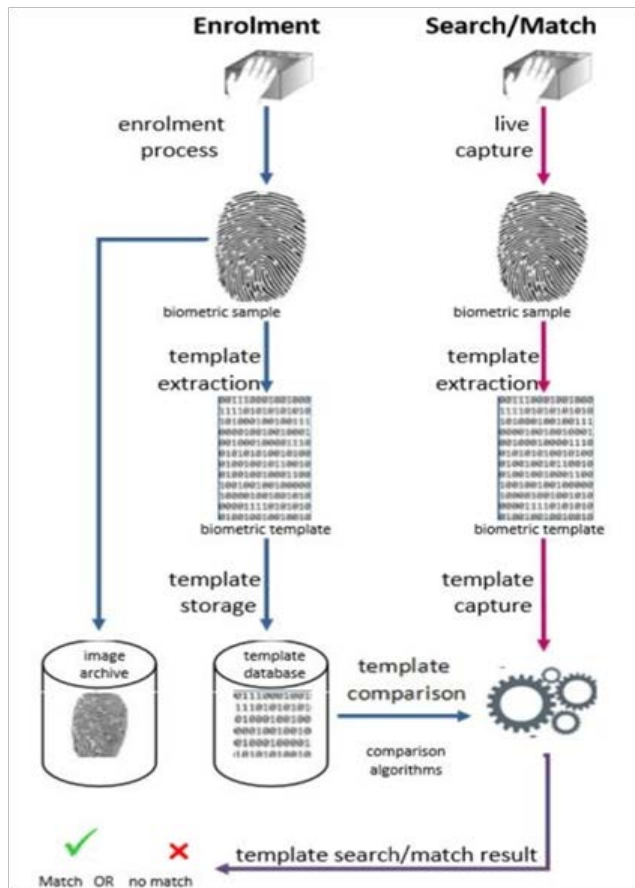 Enrolment
Search/Match
enrolment
process
live
capture
biometric sample
biometric sample
template
extraction
template
extraction
biometric template
biometric template
template
storage
template
capture
image
archive
template
database
template
comparison
comparison
algorithms
template search/match result
Match OR no match